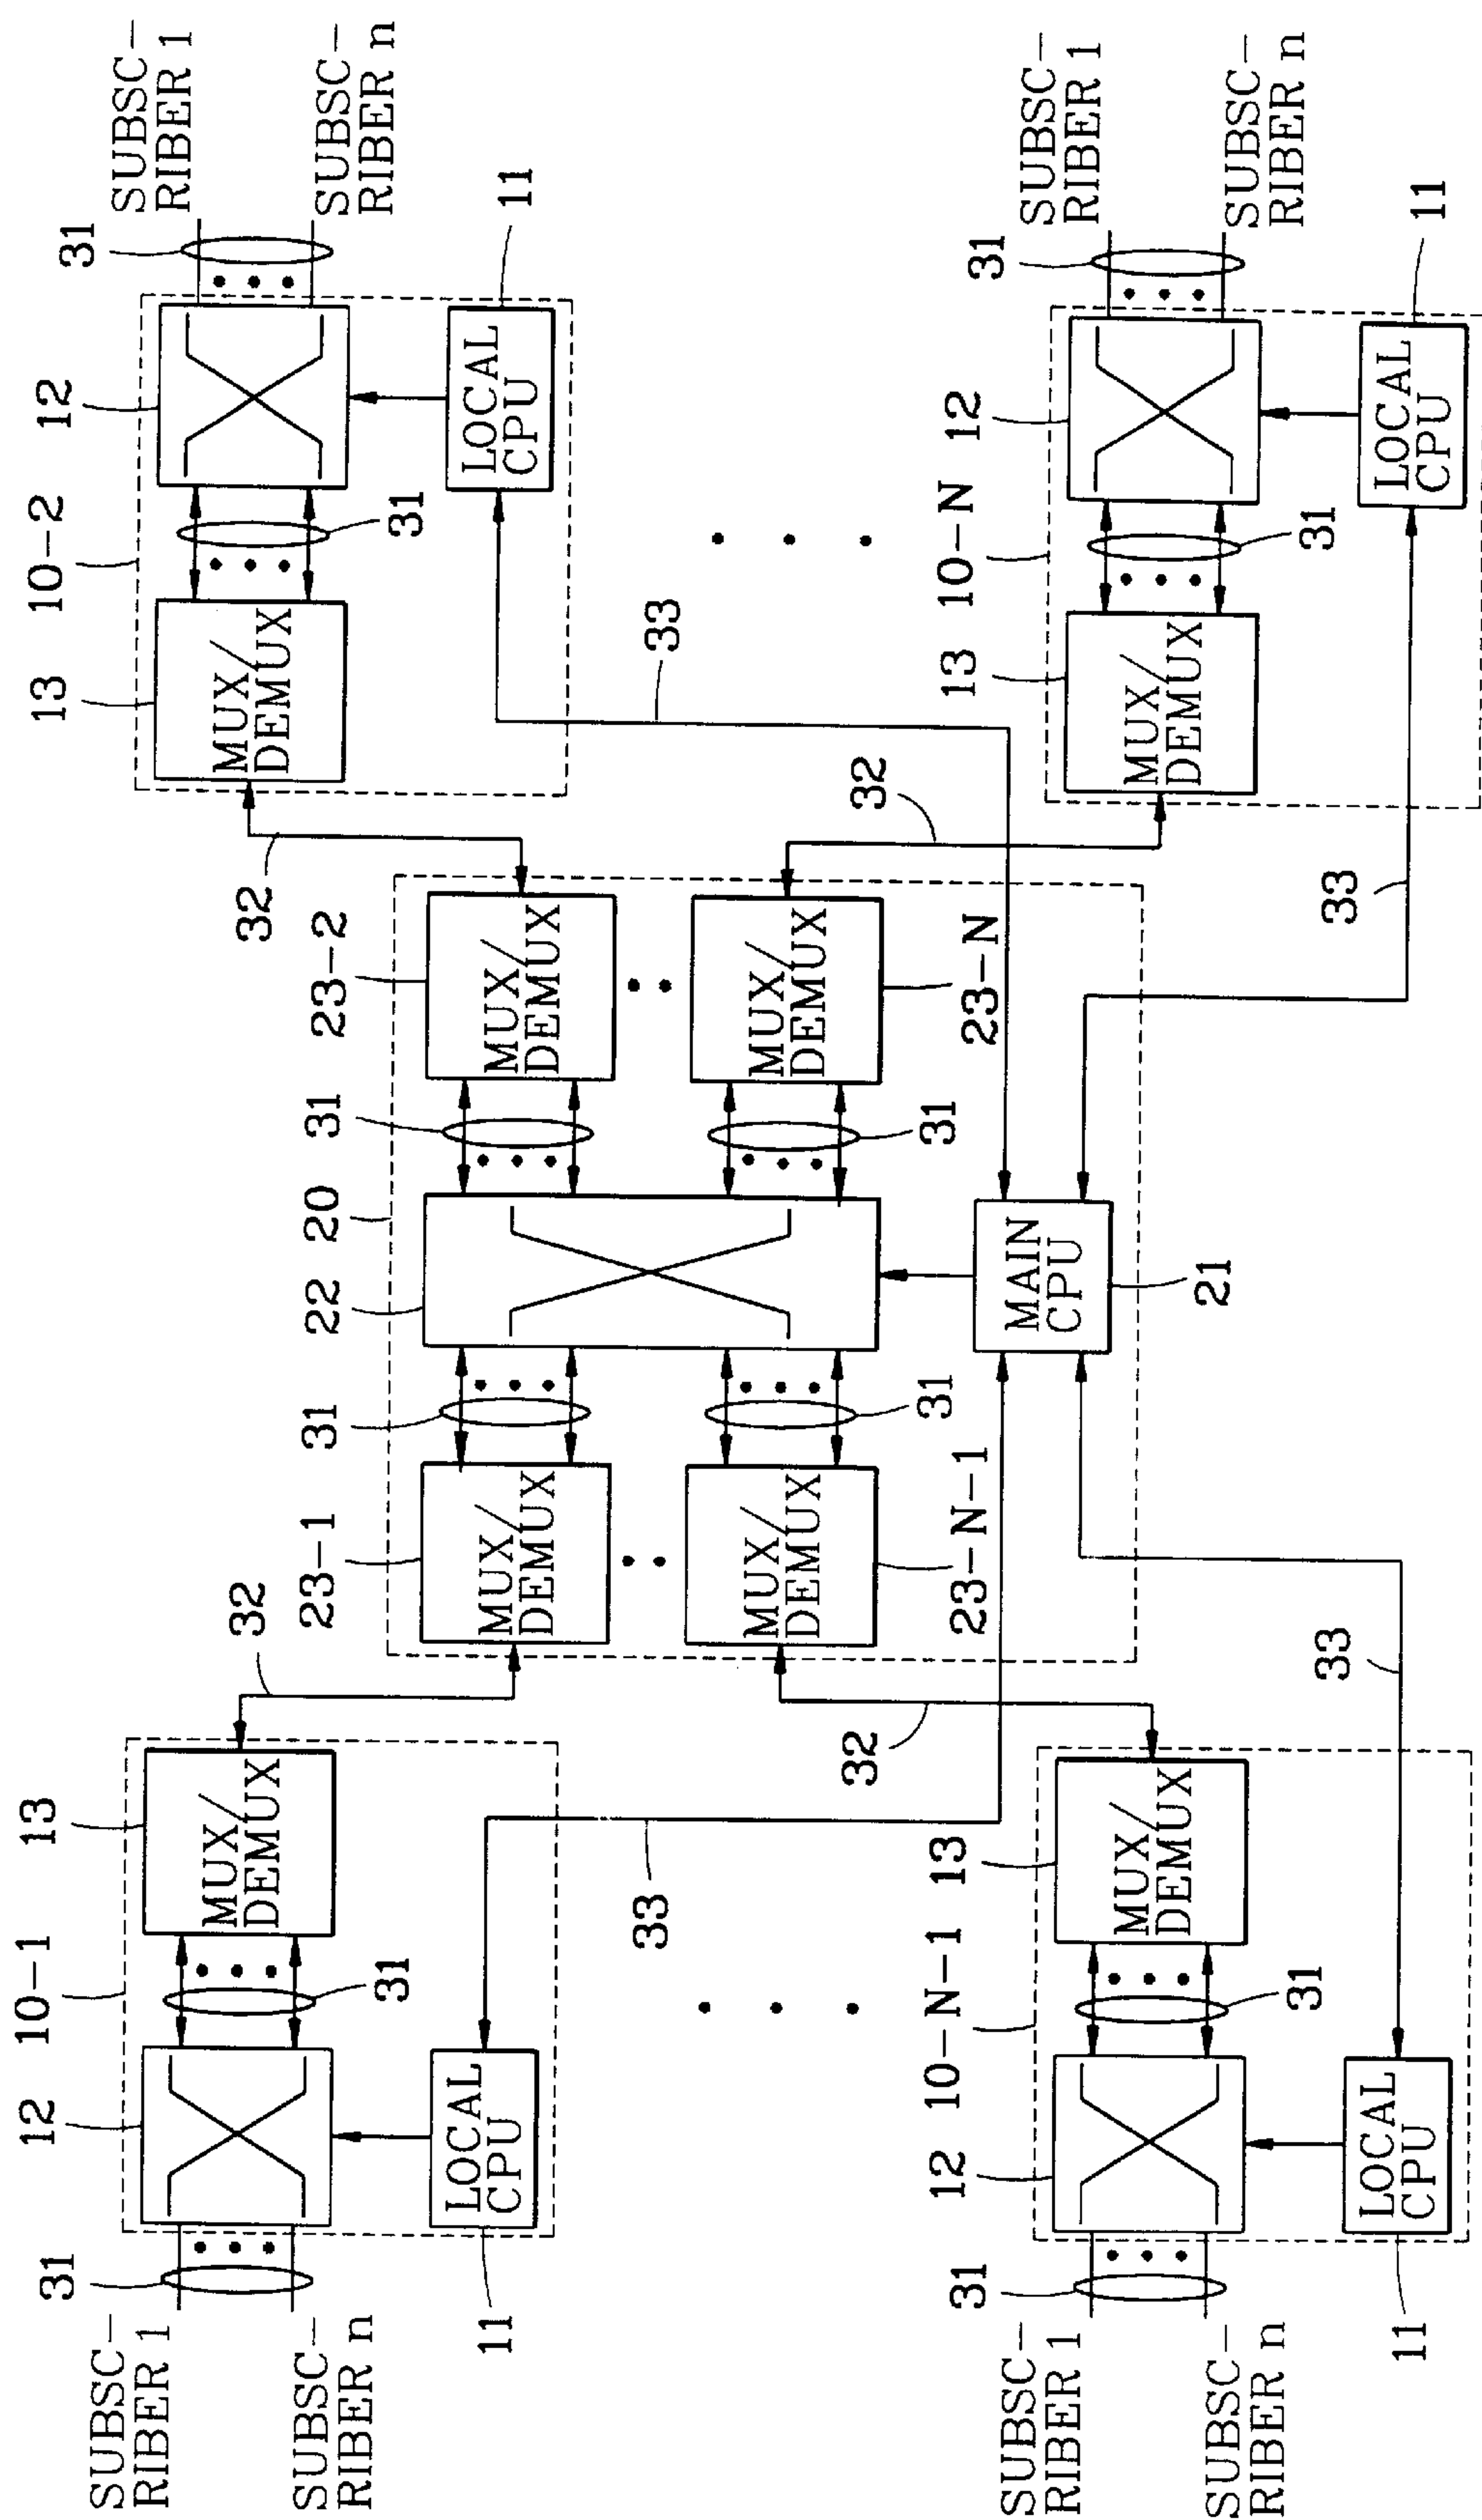 SUBSC-
RIBER 1
SUBSC-
RIBER n
31
12
10-1
13
31
LOCAL
CPU
11
MUX/
DEMUX
32
33
23-1
31
22
20
31
23-2
MUX/
DEMUX
MUX/
DEMUX
MUX/
DEMUX
MUX/
DEMUX
23-N-1
31
31
23-N
MAIN
CPU
21
32
13
10-2
12
31
SUBSC-
RIBER 1
SUBSC-
RIBER n
MUX/
DEMUX
31
LOCAL
CPU
11
33
SUBSC-
RIBER 1
SUBSC-
RIBER n
31
12
10-N-1
13
32
MUX/
DEMUX
31
LOCAL
CPU
11
33
32
13
10-N
12
31
SUBSC-
RIBER 1
SUBSC-
RIBER n
MUX/
DEMUX
31
LOCAL
CPU
11
33